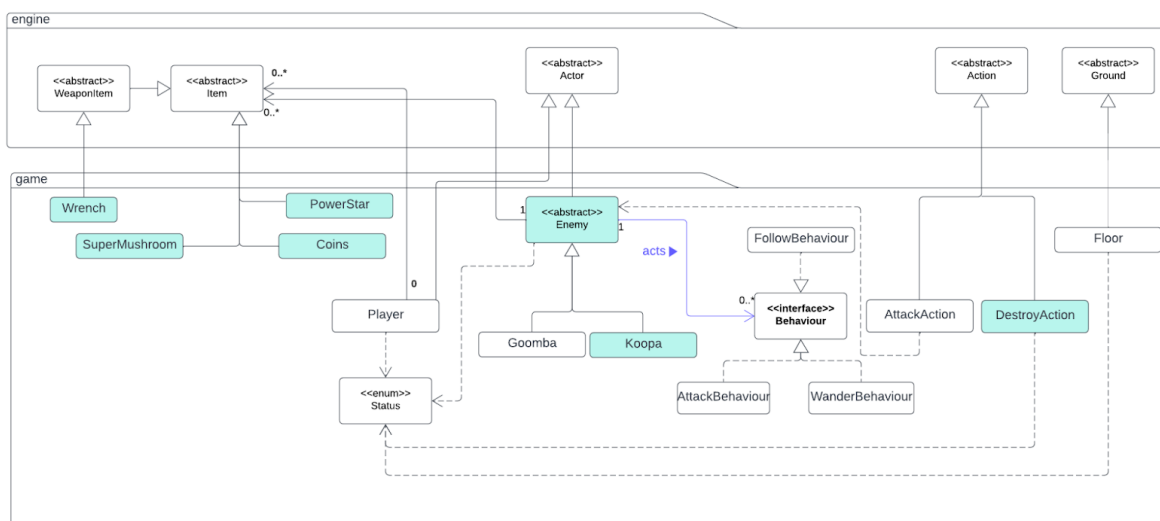 engine
<<abstract>>
WeaponItem
<<abstract>>
Item
0..*
0..*
<<abstract>>
Actor
<<abstract>>
Action
<<abstract>>
Ground
game
Wrench
PowerStar
SuperMushroom
Coins
1
<<abstract>>
Enemy
1
acts
FollowBehaviour
Floor
0
Player
0..*
<<interface>>
Behaviour
AttackAction
DestroyAction
Goomba
Koopa
<<enum>>
Status
AttackBehaviour
WanderBehaviour